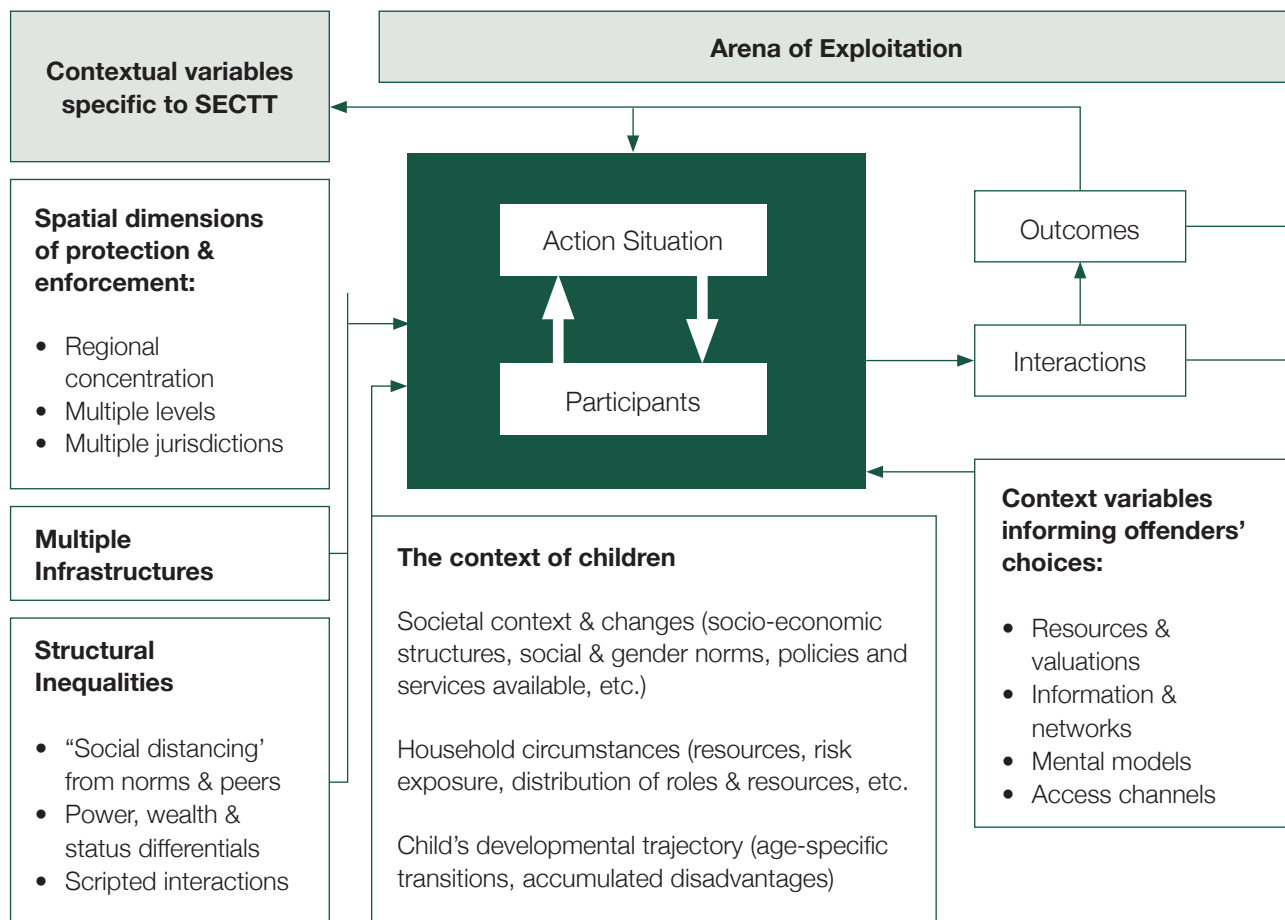 Contextual variables
specific to SECTT
Arena of Exploitation
Spatial dimensions
of protection &
enforcement:
• Regional
concentration
• Multiple levels
• Multiple jurisdictions
Multiple
Infrastructures
Structural
Inequalities
• “Social distancing’
from norms & peers
• Power, wealth &
status differentials
• Scripted interactions
Action Situation
Participants
The context of children
Societal context & changes (socio-economic
structures, social & gender norms, policies and
services available, etc.)
Household circumstances (resources, risk
exposure, distribution of roles & resources, etc.
Child’s developmental trajectory (age-specific
transitions, accumulated disadvantages)
Outcomes
Interactions
Context variables
informing offenders’
choices:
• Resources &
valuations
• Information &
networks
• Mental models
• Access channels